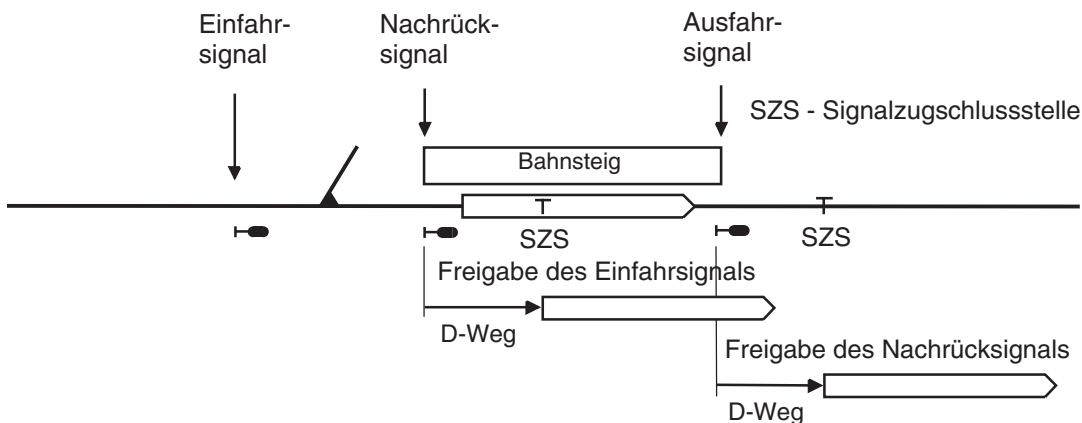 Einfahr-
signal
Nachrück-
signal
Ausfahr-
signal
SZS - Signalzugschlussstelle
Bahnsteig
SZS
SZS
Freigabe des Einfahrsignals
D-Weg
Freigabe des Nachrücksignals
D-Weg